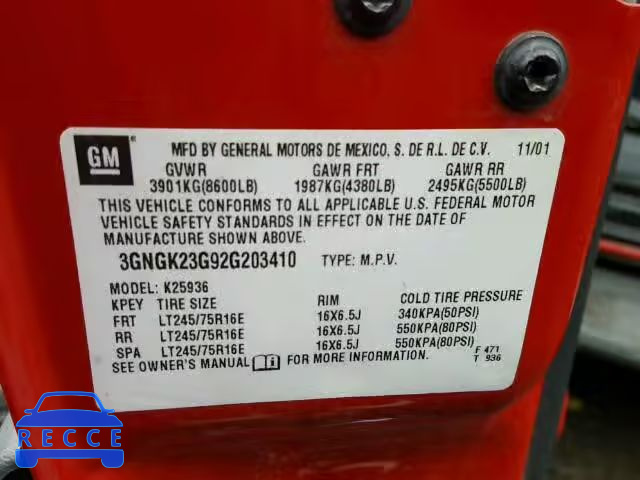 GM
MFD BY GENERAL MOTORS DE MEXICO, S. DE R.L. DE C.V. 11/01
GVWR GAWR FRT GAWR RR
3901KG(8600LB) 1987KG(4380LB) 2495KG(5500LB)
THIS VEHICLE CONFORMS TO ALL APPLICABLE U.S. FEDERAL MOTOR
VEHICLE SAFETY STANDARDS IN EFFECT ON THE DATE OF
MANUFACTURE SHOWN ABOVE.
3GNGK23G92G203410 TYPE: M.P.V.
MODEL: K25936
KPEY TIRE SIZE RIM COLD TIRE PRESSURE
FRT LT245/75R16E 16X6.5J 340KPA(50PSI)
RR LT245/75R16E 16X6.5J 550KPA(80PSI)
SPA LT245/75R16E 16X6.5J 550KPA(80PSI)
SEE OWNER'S MANUAL FOR MORE INFORMATION.
F 471
T 936
RECCE